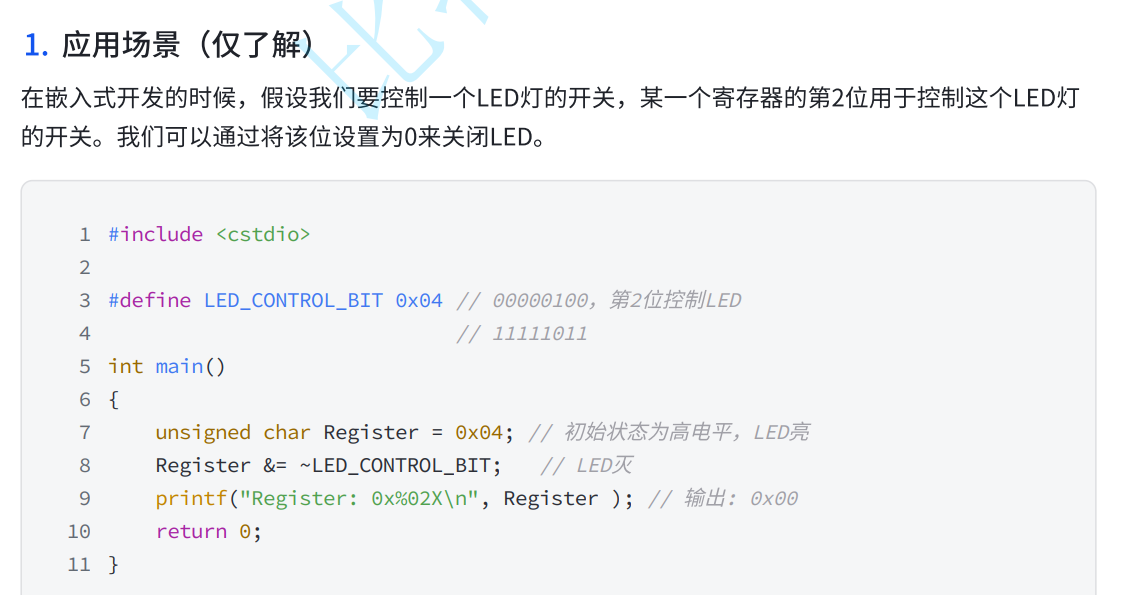 1. 应用场景（仅了解）
在嵌入式开发的时候，假设我们要控制一个LED灯的开关，某一个寄存器的第2位用于控制这个LED灯
的开关。我们可以通过将该位设置为0来关闭LED。
1 #include <cstdio>
2
3 #define LED_CONTROL_BIT 0x04 // 00000100，第2位控制LED
4 // 11111011
5 int main()
6 {
7 unsigned char Register = 0x04; // 初始状态为高电平，LED亮
8 Register &= ~LED_CONTROL_BIT; // LED灭
9 printf("Register: 0x%02X\n", Register ); // 输出: 0x00
10 return 0;
11 }